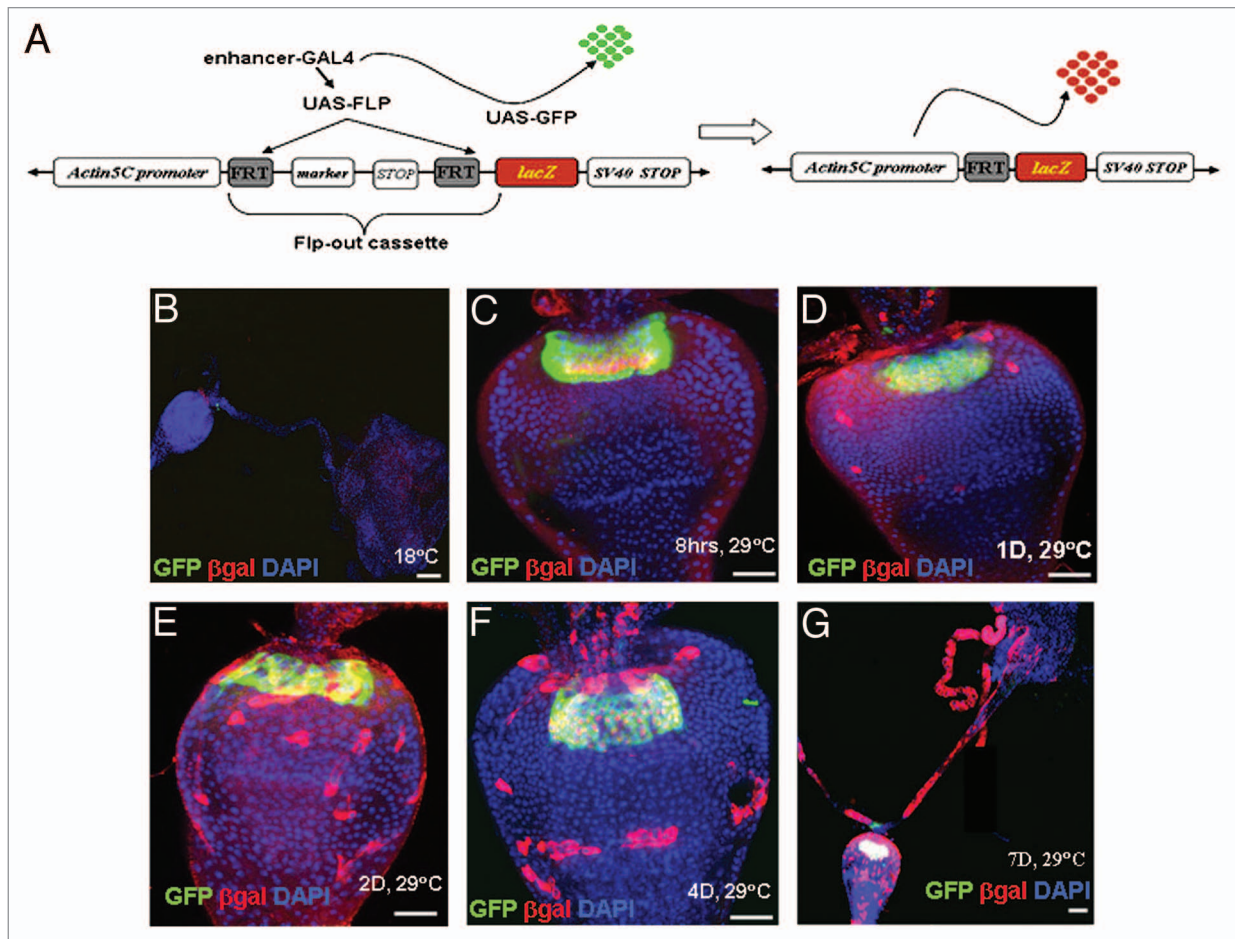 A
enhancer-GAL4
UAS-FLP
UAS-GFP
Actin5C promoter FRT marker STOP FRT lacZ SV40 STOP
Flp-out cassette
Actin5C promoter FRT lacZ SV40 STOP
B
18°C
GFP βgal DAPI
C
8hrs, 29°C
GFP βgal DAPI
D
1D, 29°C
GFP βgal DAPI
E
2D, 29°C
GFP βgal DAPI
F
4D, 29°C
GFP βgal DAPI
G
7D, 29°C
GFP βgal DAPI